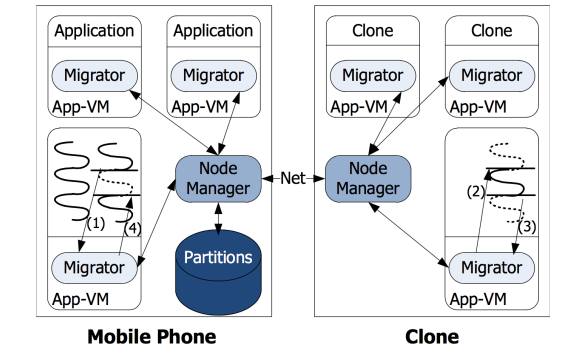 Application
Application
Migrator
Migrator
App-VM
App-VM
(1)
(4)
Migrator
App-VM
Node
Manager
Partitions
Mobile Phone
Net
Clone
Clone
Migrator
Migrator
App-VM
App-VM
Node
Manager
(2)
(3)
Migrator
App-VM
Clone